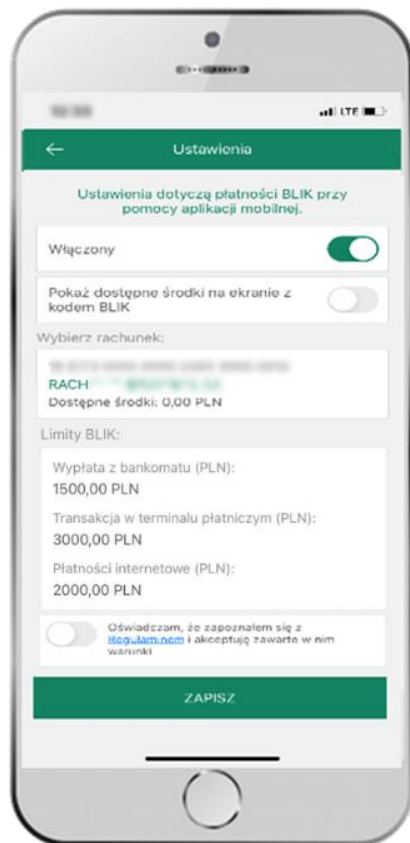 LTE
Ustawienia
Ustawienia dotyczą płatności BLIK przy
pomocy aplikacji mobilnej.
Włączony
Pokaż dostępne środki na ekranie z
kodem BLIK
Wybierz rachunek:
RACH
Dostępne środki: 0,00 PLN
Limity BLIK:
Wypłata z bankomatu (PLN):
1500,00 PLN
Transakcja w terminalu płatniczym (PLN):
3000,00 PLN
Płatności internetowe (PLN):
2000,00 PLN
Oświadczam, że zapoznałem się z
Regulaminem i akceptuję zawarte w nim
warunki
ZAPISZ